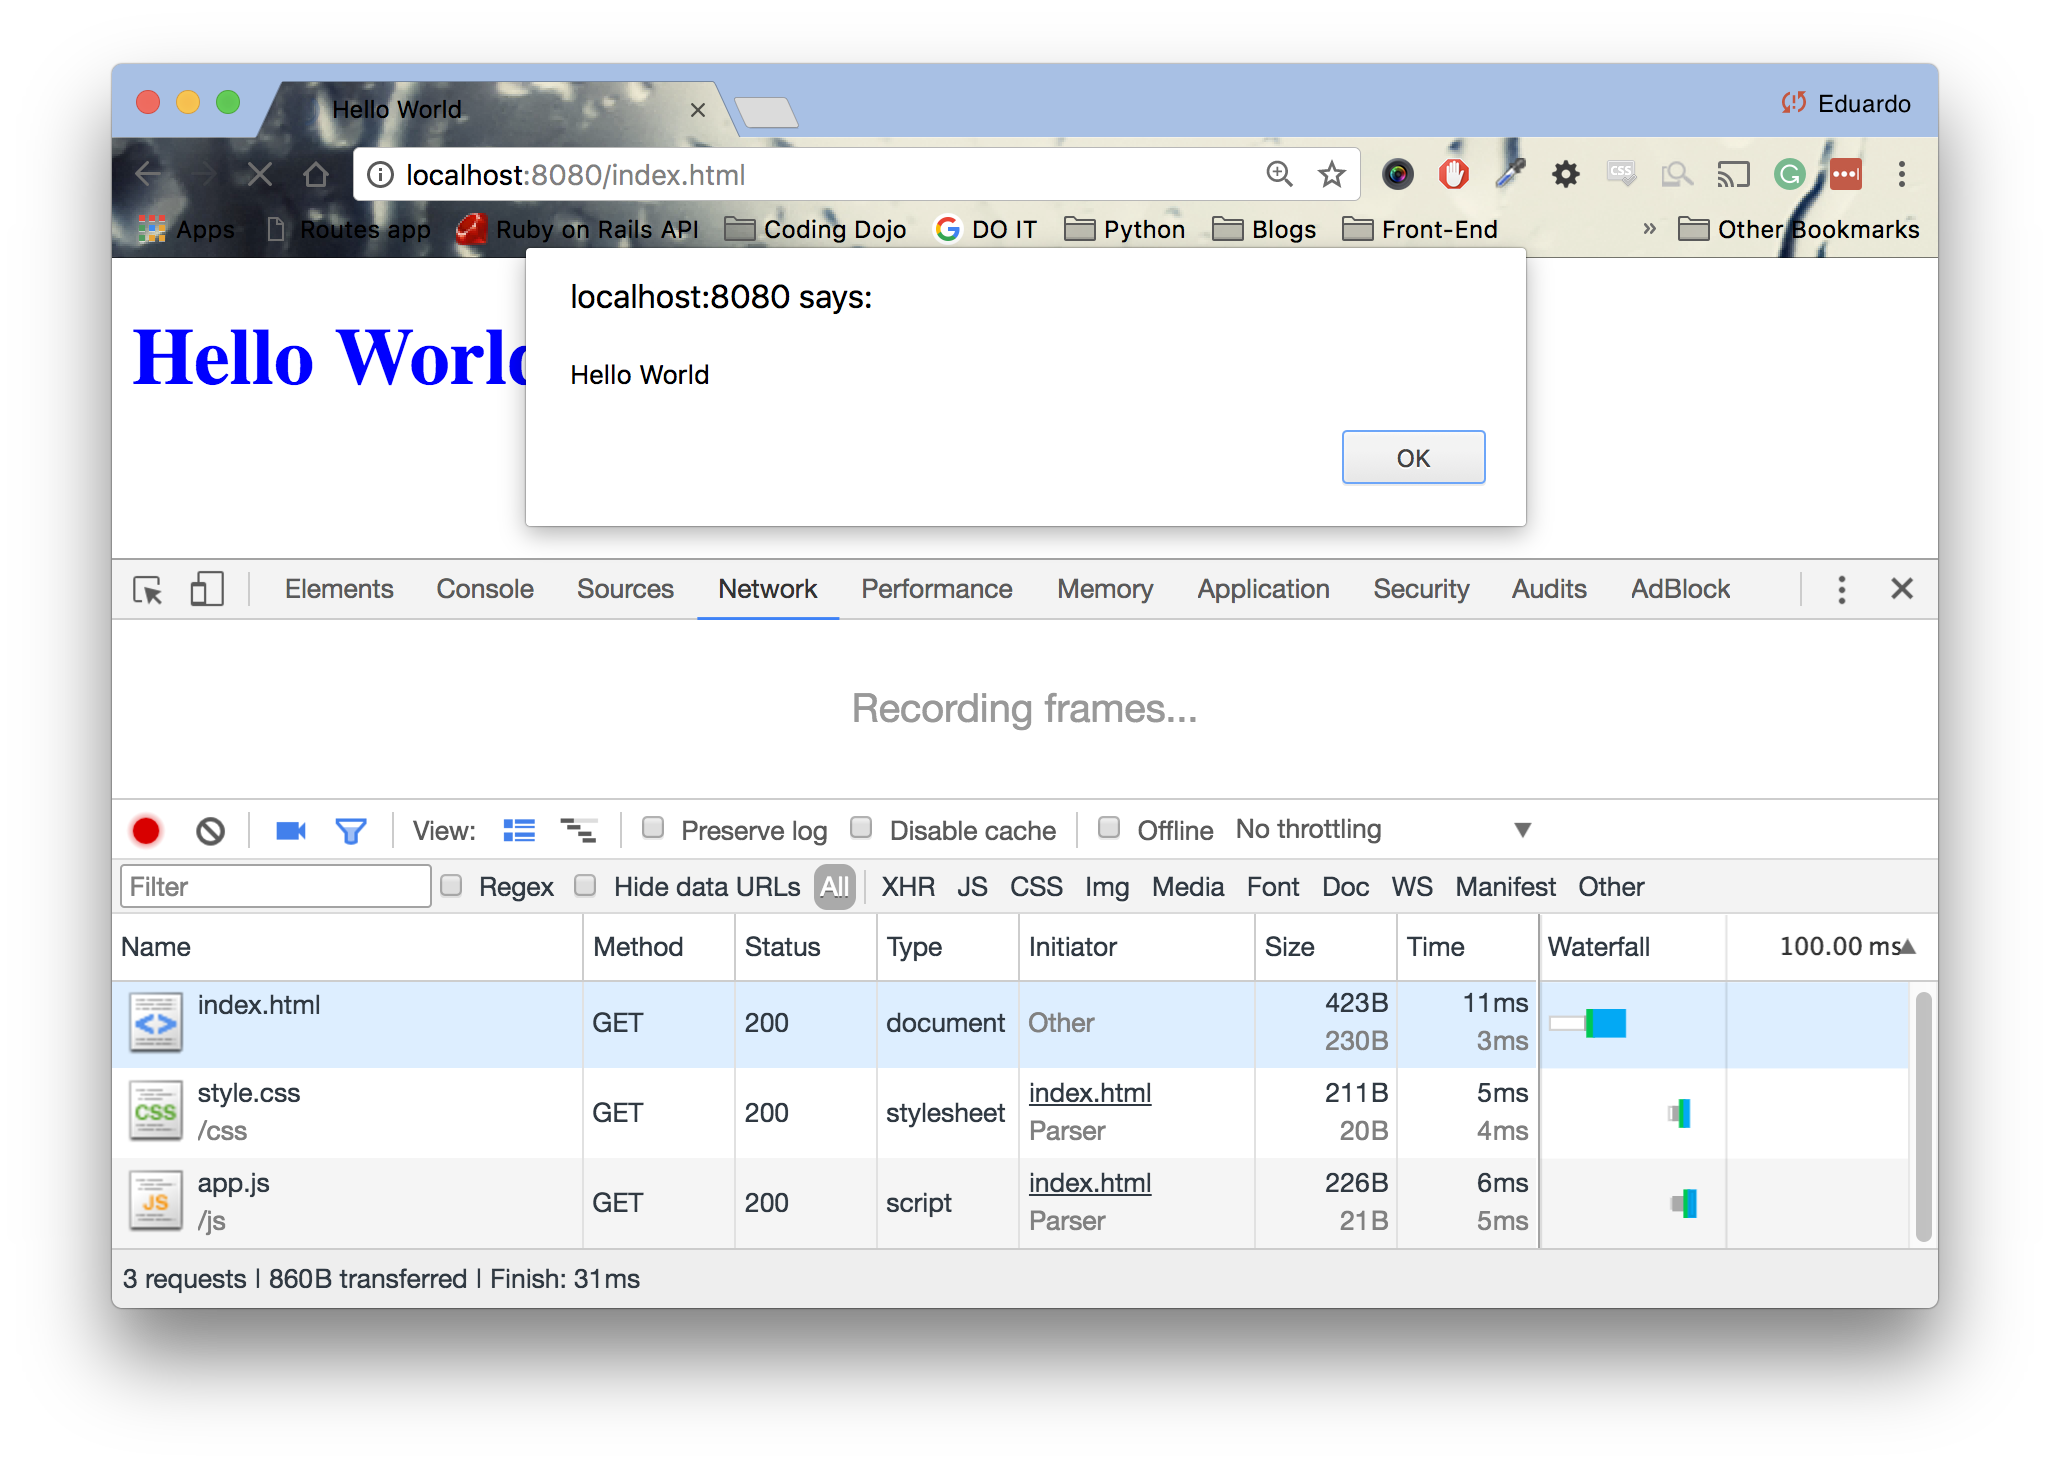 Hello World
Eduardo
localhost:8080/index.html
Apps Routes app Ruby on Rails API Coding Dojo DO IT Python Blogs Front-End » Other Bookmarks
localhost:8080 says:
Hello World
Hello World
OK
Elements Console Sources Network Performance Memory Application Security Audits AdBlock
Recording frames...
View: Preserve log Disable cache Offline No throttling
Filter Regex Hide data URLs All XHR JS CSS Img Media Font Doc WS Manifest Other
Name Method Status Type Initiator Size Time Waterfall 100.00 ms
index.html GET 200 document Other 423B 11ms
230B 3ms
style.css GET 200 stylesheet index.html 211B 5ms
/css Parser 20B 4ms
app.js GET 200 script index.html 226B 6ms
/js Parser 21B 5ms
3 requests | 860B transferred | Finish: 31ms